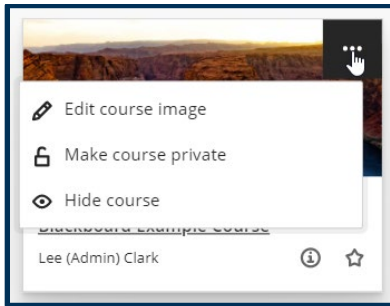 Edit course image
Make course private
Hide course
Blackboard Example Course
Lee (Admin) Clark